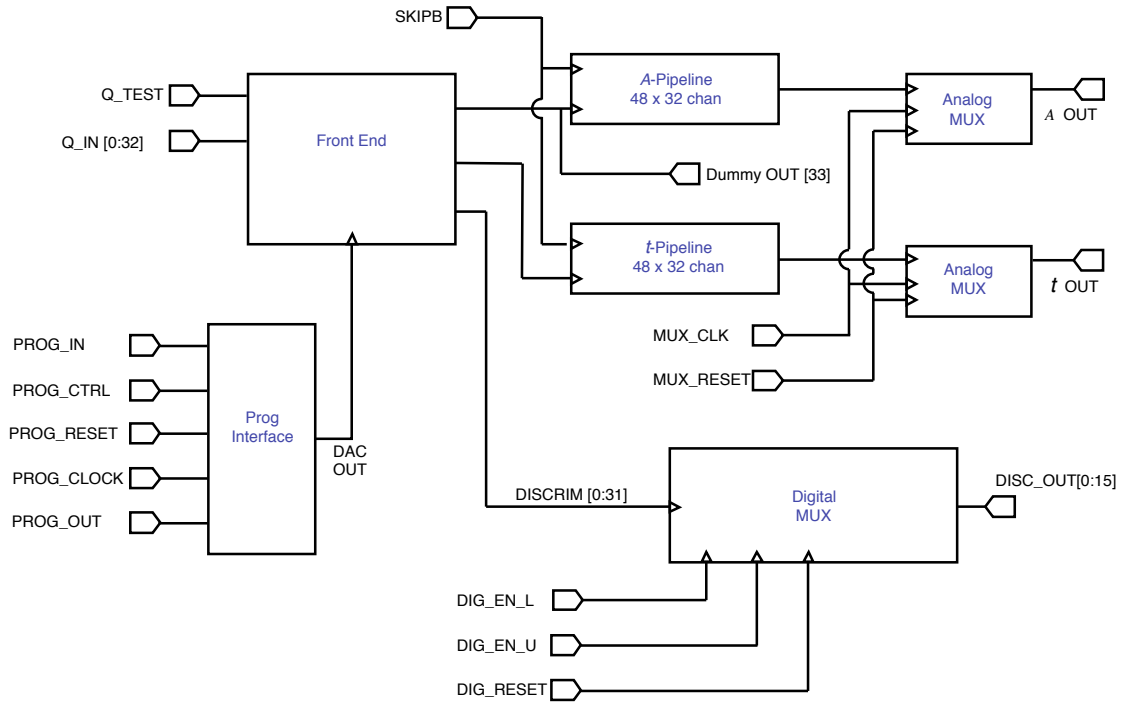 SKIPB
Q_TEST
Q_IN [0:32]
Front End
A-Pipeline
48 x 32 chan
Analog
MUX
A OUT
Dummy OUT [33]
t-Pipeline
48 x 32 chan
Analog
MUX
t OUT
MUX_CLK
MUX_RESET
PROG_IN
PROG_CTRL
PROG_RESET
PROG_CLOCK
PROG_OUT
Prog
Interface
DAC
OUT
DISCRIM [0:31]
Digital
MUX
DISC_OUT[0:15]
DIG_EN_L
DIG_EN_U
DIG_RESET